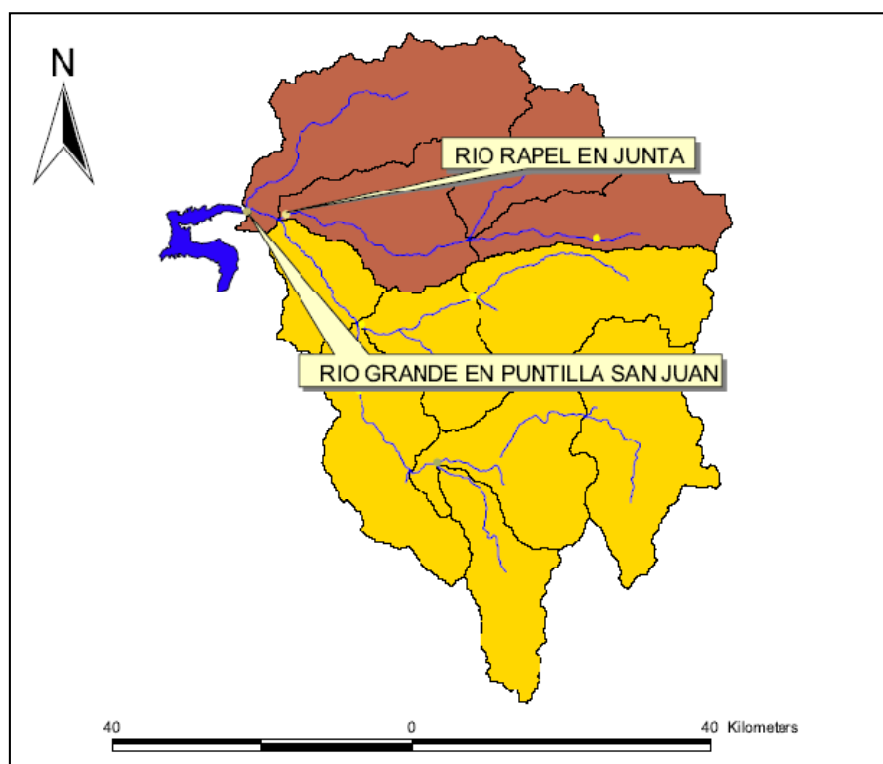 N
RIO RAPEL EN JUNTA
RIO GRANDE EN PUNTILLA SAN JUAN
40 0 40 Kilometers